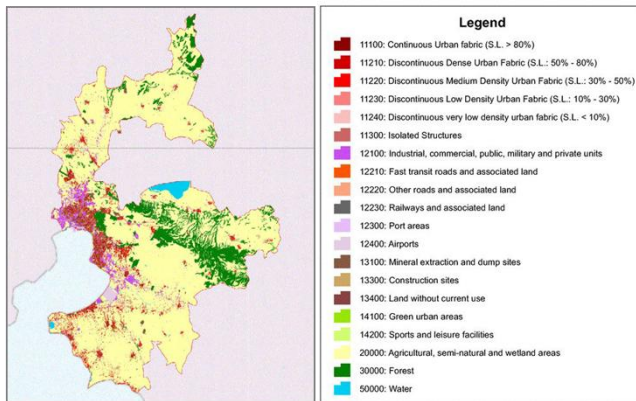 Legend
11100: Continuous Urban fabric (S.L. > 80%)
11210: Discontinuous Dense Urban Fabric (S.L.: 50% - 80%)
11220: Discontinuous Medium Density Urban Fabric (S.L.: 30% - 50%)
11230: Discontinuous Low Density Urban Fabric (S.L.: 10% - 30%)
11240: Discontinuous very low density urban fabric (S.L. < 10%)
11300: Isolated Structures
12100: Industrial, commercial, public, military and private units
12210: Fast transit roads and associated land
12220: Other roads and associated land
12230: Railways and associated land
12300: Port areas
12400: Airports
13100: Mineral extraction and dump sites
13300: Construction sites
13400: Land without current use
14100: Green urban areas
14200: Sports and leisure facilities
20000: Agricultural, semi-natural and wetland areas
30000: Forest
50000: Water